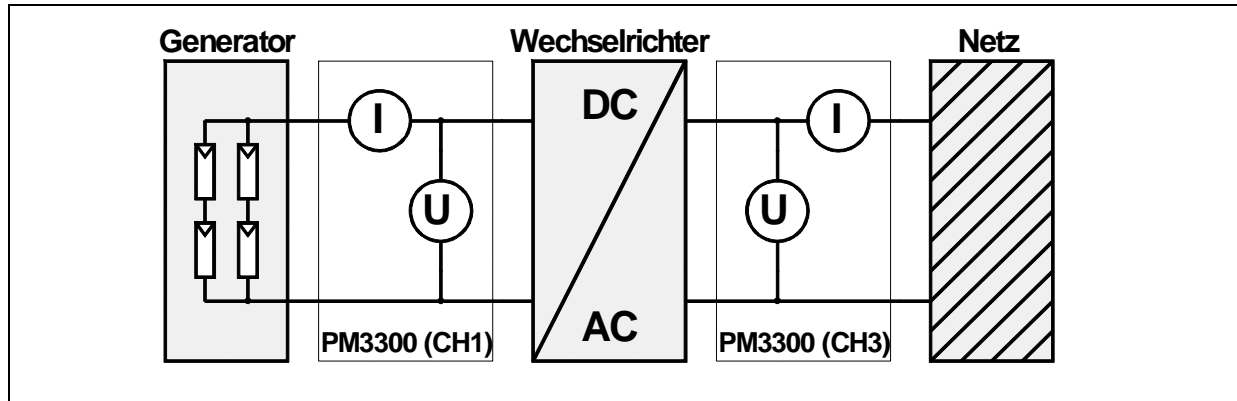 Generator
Wechselrichter
Netz
I
DC
I
U
U
AC
PM3300 (CH1)
PM3300 (CH3)